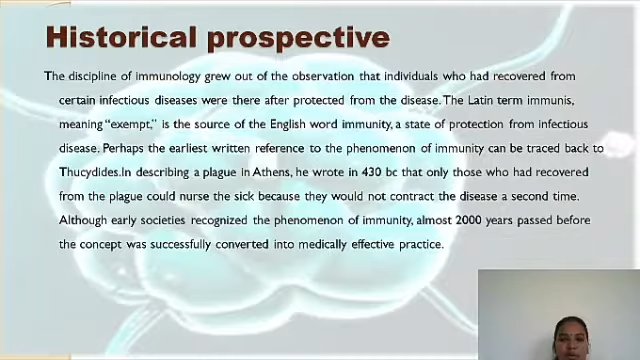 Historical prospective
The discipline of immunology grew out of the observation that individuals who had recovered from
certain infectious diseases were there after protected from the disease. The Latin term immunis,
meaning “exempt,” is the source of the English word immunity, a state of protection from infectious
disease. Perhaps the earliest written reference to the phenomenon of immunity can be traced back to
Thucydides.In describing a plague in Athens, he wrote in 430 bc that only those who had recovered
from the plague could nurse the sick because they would not contract the disease a second time.
Although early societies recognized the phenomenon of immunity, almost 2000 years passed before
the concept was successfully converted into medically effective practice.